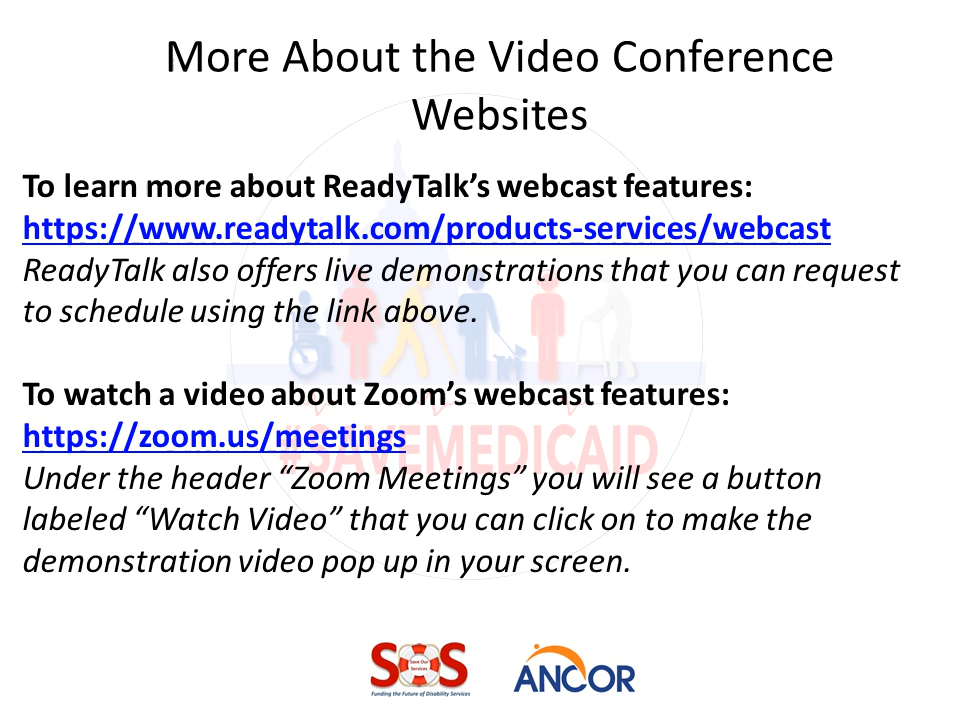 More About the Video Conference
Websites
To learn more about ReadyTalk’s webcast features:
https://www.readytalk.com/products-services/webcast
ReadyTalk also offers live demonstrations that you can request
to schedule using the link above.
To watch a video about Zoom’s webcast features:
https://zoom.us/meetings
#SAVEMEDICAID
Under the header “Zoom Meetings” you will see a button
labeled “Watch Video” that you can click on to make the
demonstration video pop up in your screen.
SOS
Save Our
Services
Funding the Future of Disability Services
ANCOR